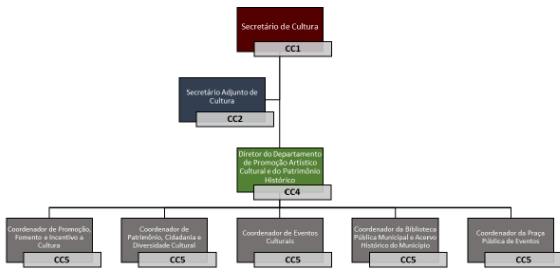 Secretário de Cultura
CC1
Secretário Adjunto de
Cultura
CC2
Diretor do Departamento
de Promoção Artístico
Cultural e do Patrimônio
Histórico
CC4
Coordenador de Promoção,
Fomento e Incentivo a
Cultura
CC5
Coordenador de
Patrimônio, Cidadania e
Diversidade Cultural
CC5
Coordenador de Eventos
Culturais
CC5
Coordenador da Biblioteca
Pública Municipal e Acervo
Histórico do Município
CC5
Coordenador da Praça
Pública de Eventos
CC5